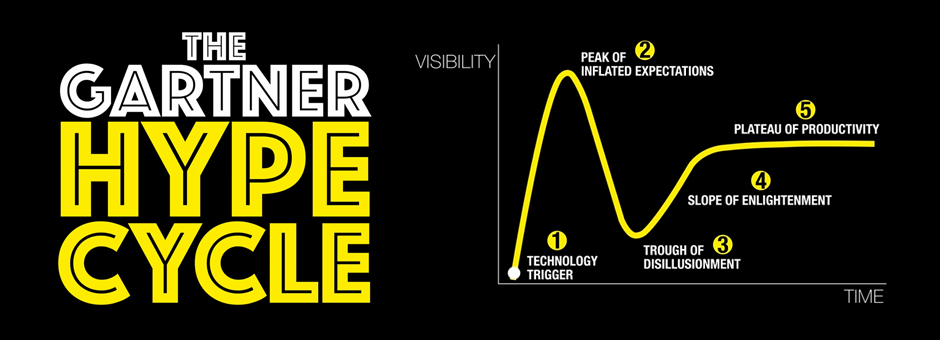 THE
GARTNER
HYPE
CYCLE
VISIBILITY
PEAK OF 2
INFLATED EXPECTATIONS
5
PLATEAU OF PRODUCTIVITY
4
SLOPE OF ENLIGHTENMENT
1
TECHNOLOGY
TRIGGER
TROUGH OF 3
DISILLUSIONMENT
TIME